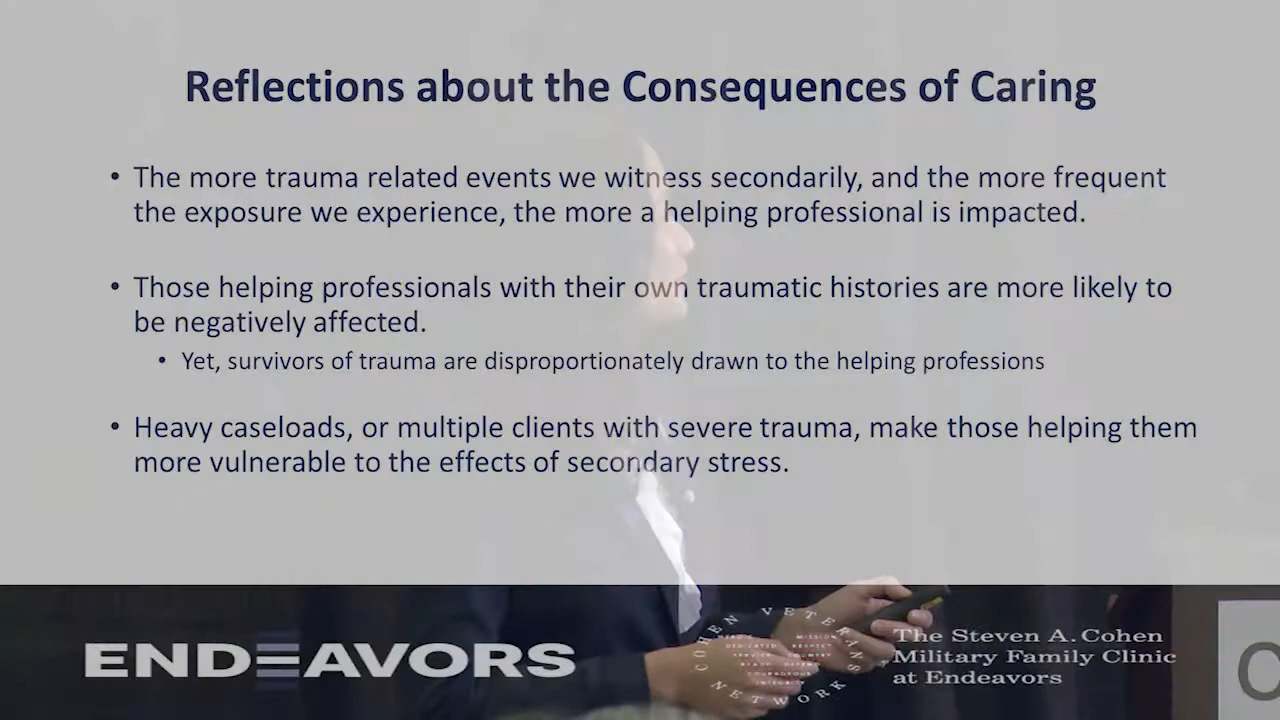 Reflections about the Consequences of Caring
• The more trauma related events we witness secondarily, and the more frequent
the exposure we experience, the more a helping professional is impacted.
• Those helping professionals with their own traumatic histories are more likely to
be negatively affected.
• Yet, survivors of trauma are disproportionately drawn to the helping professions
• Heavy caseloads, or multiple clients with severe trauma, make those helping them
more vulnerable to the effects of secondary stress.
ENDEAVORS
COHEN VETERANS
NETWORK
The Steven A. Cohen
Military Family Clinic
at Endeavors